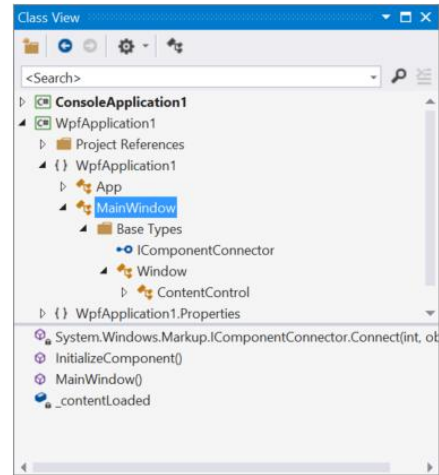 Class View
<Search>
C# ConsoleApplication1
C# WpfApplication1
Project References
{ } WpfApplication1
App
MainWindow
Base Types
IComponentConnector
Window
ContentControl
{ } WpfApplication1.Properties
System.Windows.Markup.IComponentConnector.Connect(int, ob
InitializeComponent()
MainWindow()
_contentLoaded